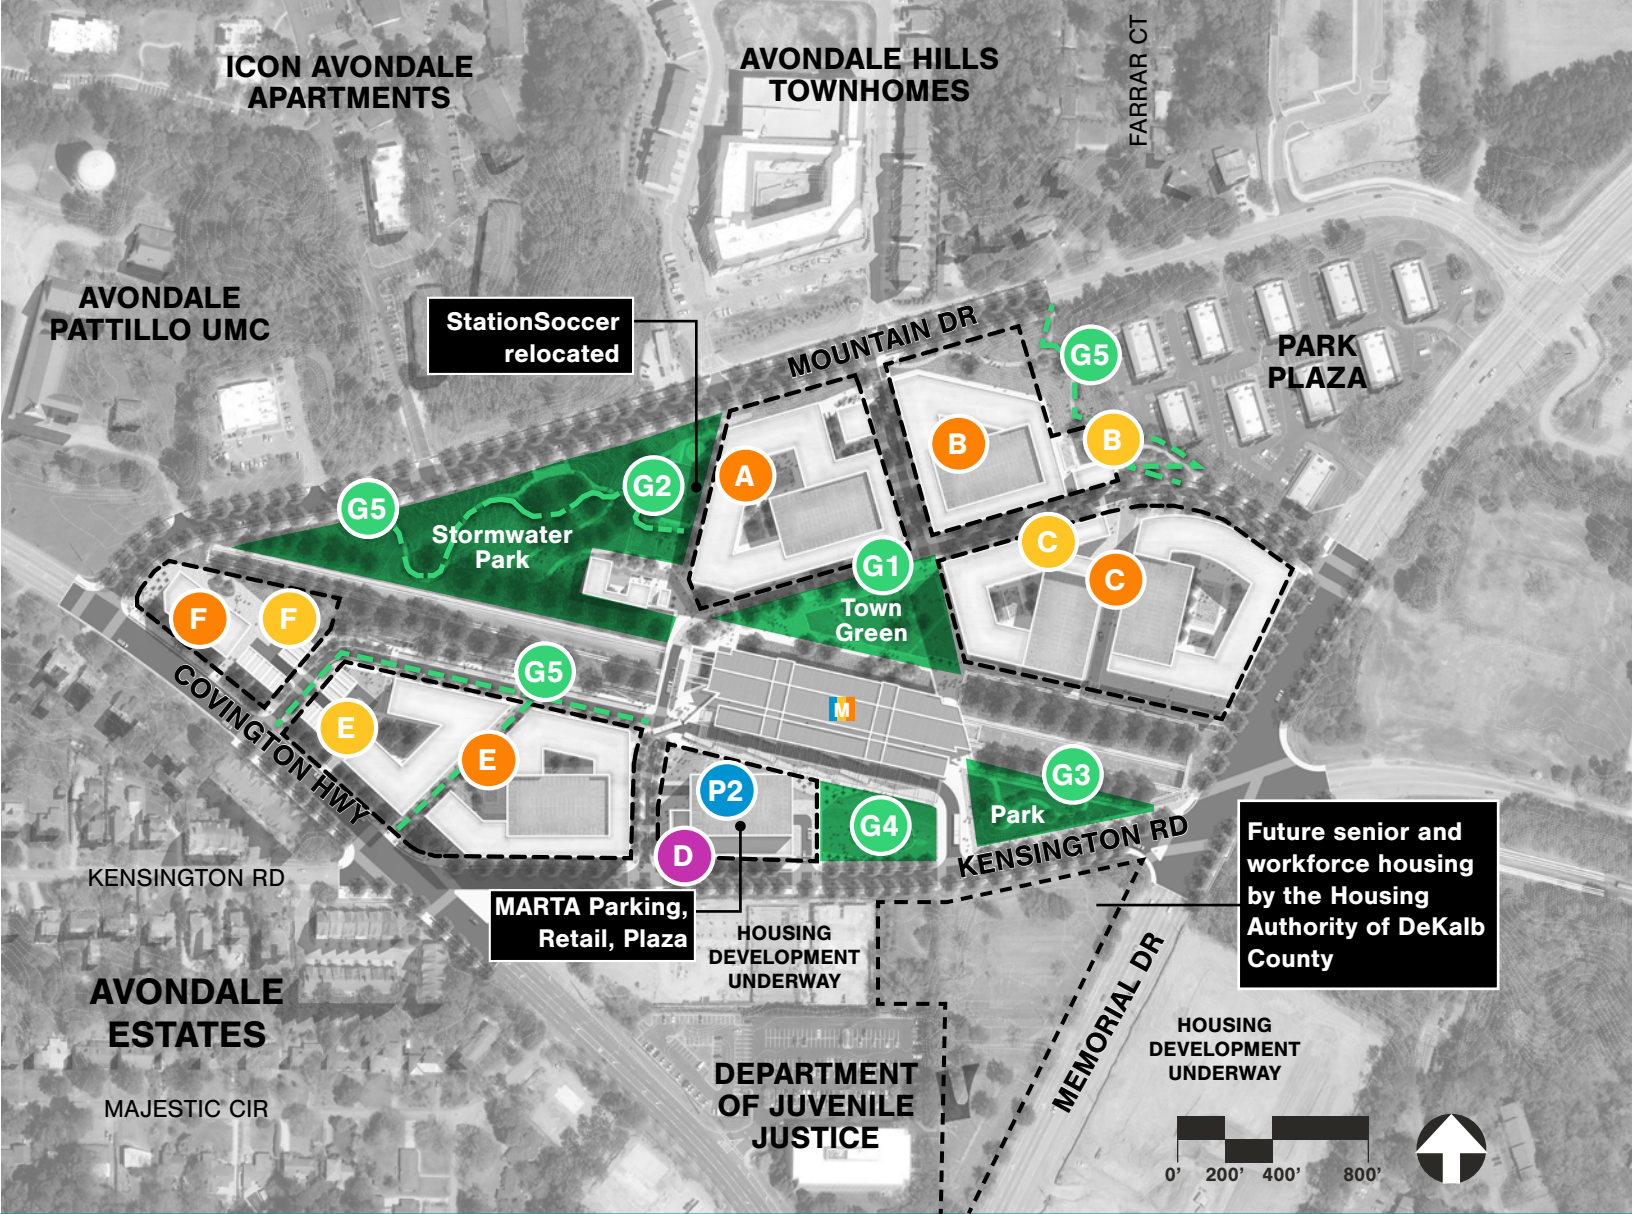 ICON AVONDALE
APARTMENTS
AVONDALE HILLS
TOWNHOMES
FARRAR CT
AVONDALE
PATTILLO UMC
StationSoccer
relocated
MOUNTAIN DR
G5
PARK
PLAZA
B
B
A
G2
G5
Stormwater
Park
C
C
G1
Town
Green
F
F
G5
COVINGTON HWY
E
E
M
P2
G3
Park
G4
D
KENSINGTON RD
Future senior and
workforce housing
by the Housing
Authority of DeKalb
County
KENSINGTON RD
MARTA Parking,
Retail, Plaza
HOUSING
DEVELOPMENT
UNDERWAY
MEMORIAL DR
AVONDALE
ESTATES
HOUSING
DEVELOPMENT
UNDERWAY
DEPARTMENT
OF JUVENILE
JUSTICE
MAJESTIC CIR
0' 200' 400' 800'